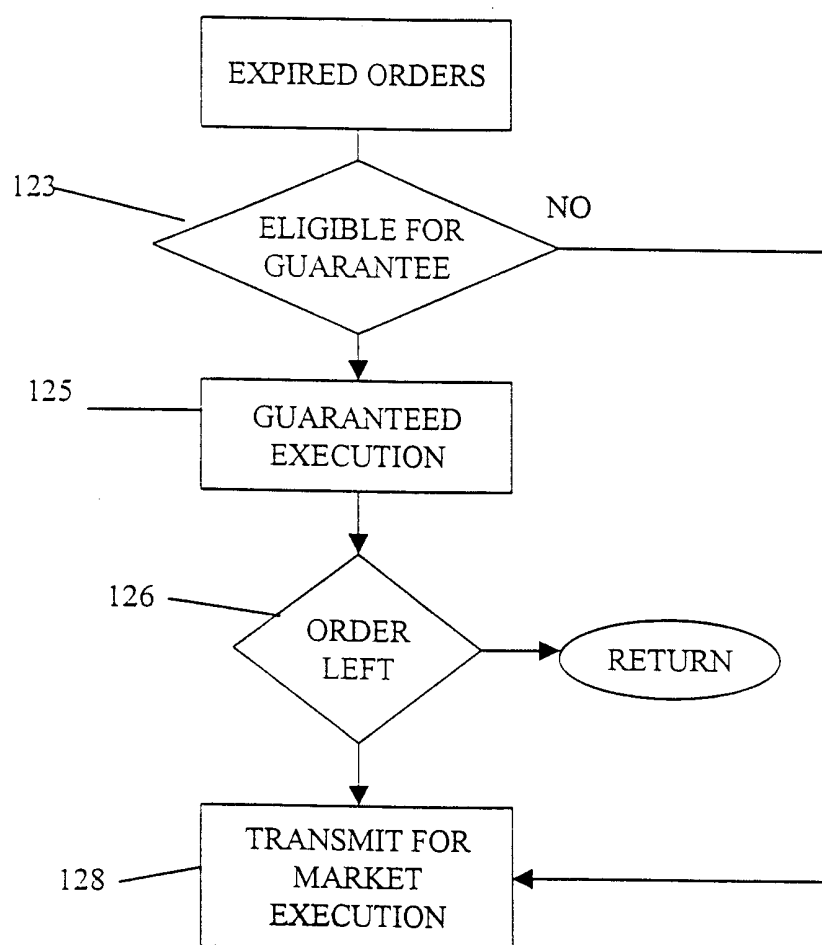 EXPIRED ORDERS
123
NO
ELIGIBLE FOR
GUARANTEE
125
GUARANTEED
EXECUTION
126
ORDER
LEFT
RETURN
TRANSMIT FOR
MARKET
EXECUTION
128